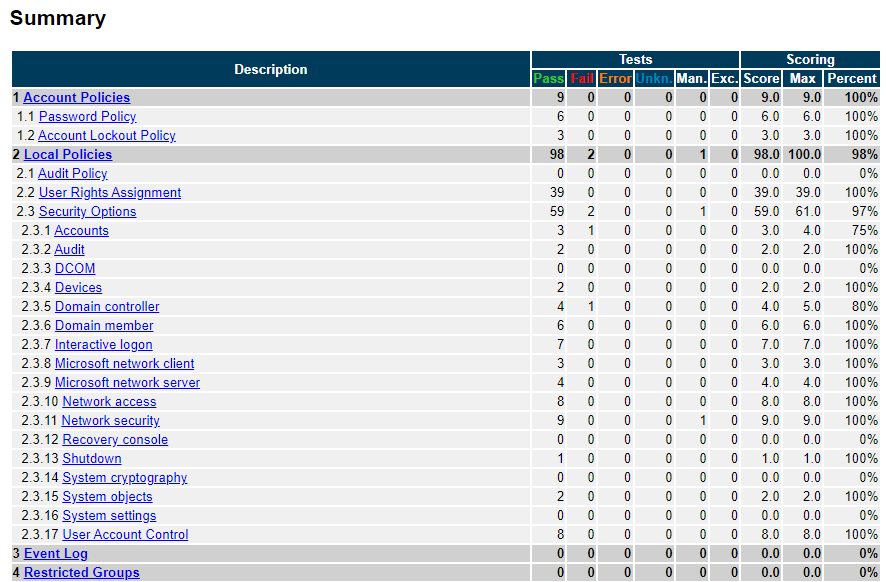 Summary
Description Tests Scoring
Pass Fail Error Unkn. Man. Exc. Score Max Percent
1 Account Policies 9 0 0 0 0 0 9.0 9.0 100%
1.1 Password Policy 6 0 0 0 0 0 6.0 6.0 100%
1.2 Account Lockout Policy 3 0 0 0 0 0 3.0 3.0 100%
2 Local Policies 98 2 0 0 1 0 98.0 100.0 98%
2.1 Audit Policy 0 0 0 0 0 0 0.0 0.0 0%
2.2 User Rights Assignment 39 0 0 0 0 0 39.0 39.0 100%
2.3 Security Options 59 2 0 0 1 0 59.0 61.0 97%
2.3.1 Accounts 3 1 0 0 0 0 3.0 4.0 75%
2.3.2 Audit 2 0 0 0 0 0 2.0 2.0 100%
2.3.3 DCOM 0 0 0 0 0 0 0.0 0.0 0%
2.3.4 Devices 2 0 0 0 0 0 2.0 2.0 100%
2.3.5 Domain controller 4 1 0 0 0 0 4.0 5.0 80%
2.3.6 Domain member 6 0 0 0 0 0 6.0 6.0 100%
2.3.7 Interactive logon 7 0 0 0 0 0 7.0 7.0 100%
2.3.8 Microsoft network client 3 0 0 0 0 0 3.0 3.0 100%
2.3.9 Microsoft network server 4 0 0 0 0 0 4.0 4.0 100%
2.3.10 Network access 8 0 0 0 0 0 8.0 8.0 100%
2.3.11 Network security 9 0 0 0 1 0 9.0 9.0 100%
2.3.12 Recovery console 0 0 0 0 0 0 0.0 0.0 0%
2.3.13 Shutdown 1 0 0 0 0 0 1.0 1.0 100%
2.3.14 System cryptography 0 0 0 0 0 0 0.0 0.0 0%
2.3.15 System objects 2 0 0 0 0 0 2.0 2.0 100%
2.3.16 System settings 0 0 0 0 0 0 0.0 0.0 0%
2.3.17 User Account Control 8 0 0 0 0 0 8.0 8.0 100%
3 Event Log 0 0 0 0 0 0 0.0 0.0 0%
4 Restricted Groups 0 0 0 0 0 0 0.0 0.0 0%